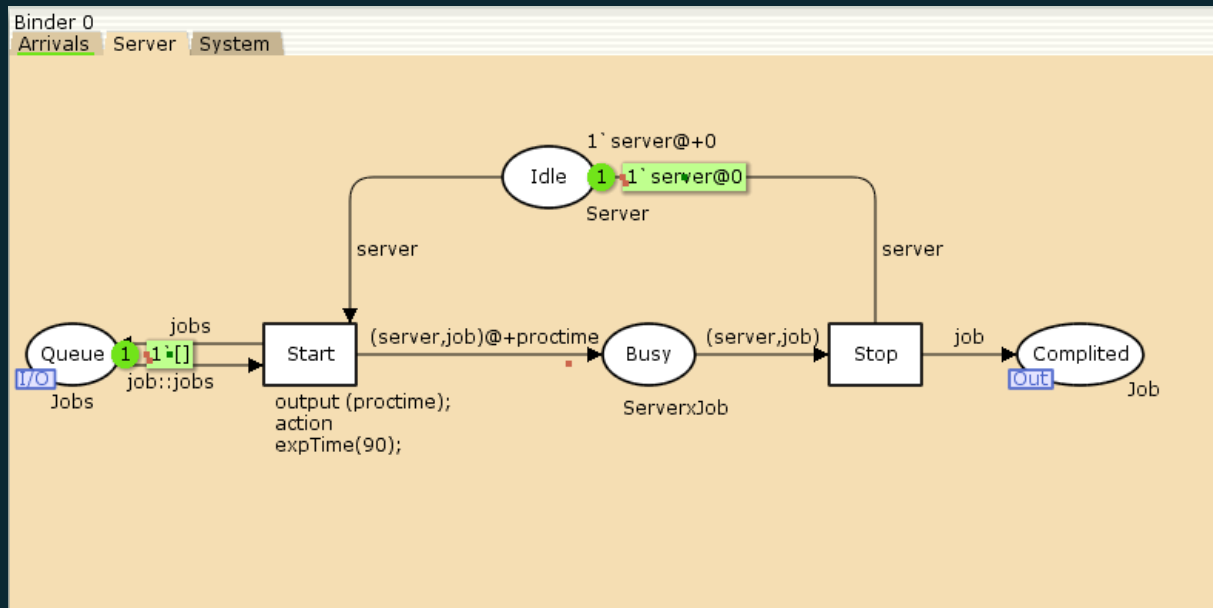 Binder 0
Arrivals Server System
1`server@+0
Idle 1 1`server@0
Server
server server
jobs (server,job)@+proctime (server,job) job
Queue 1 1`[] Start Busy Stop Complited
I/O job::jobs Out
Jobs output (proctime); ServerxJob Job
action
expTime(90);